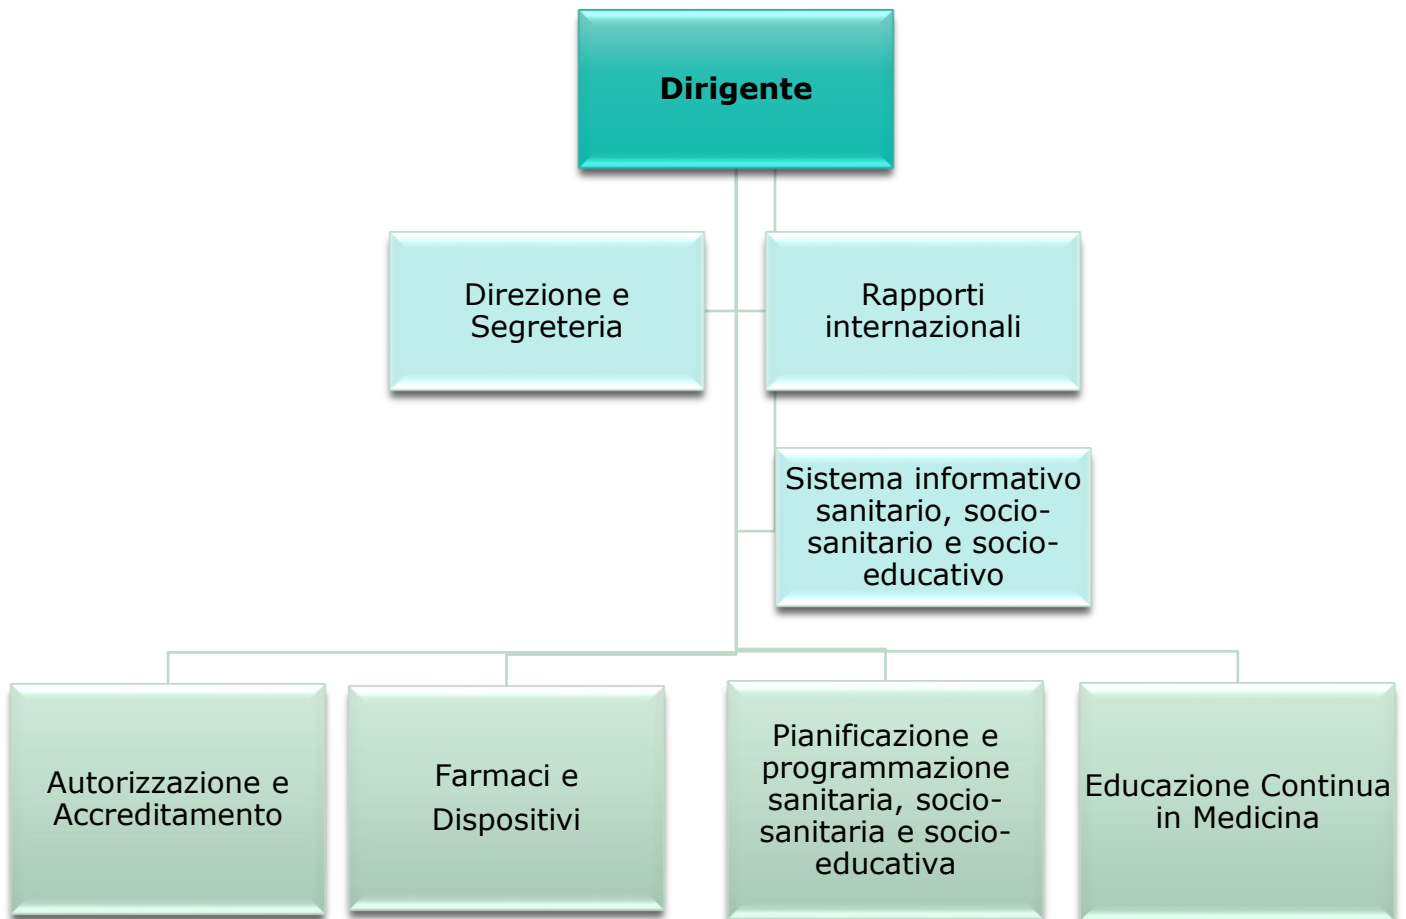 Dirigente
Direzione e
Segreteria
Rapporti
internazionali
Sistema informativo
sanitario, socio-
sanitario e socio-
educativo
Autorizzazione e
Accreditamento
Farmaci e
Dispositivi
Pianificazione e
programmazione
sanitaria, socio-
sanitaria e socio-
educativa
Educazione Continua
in Medicina